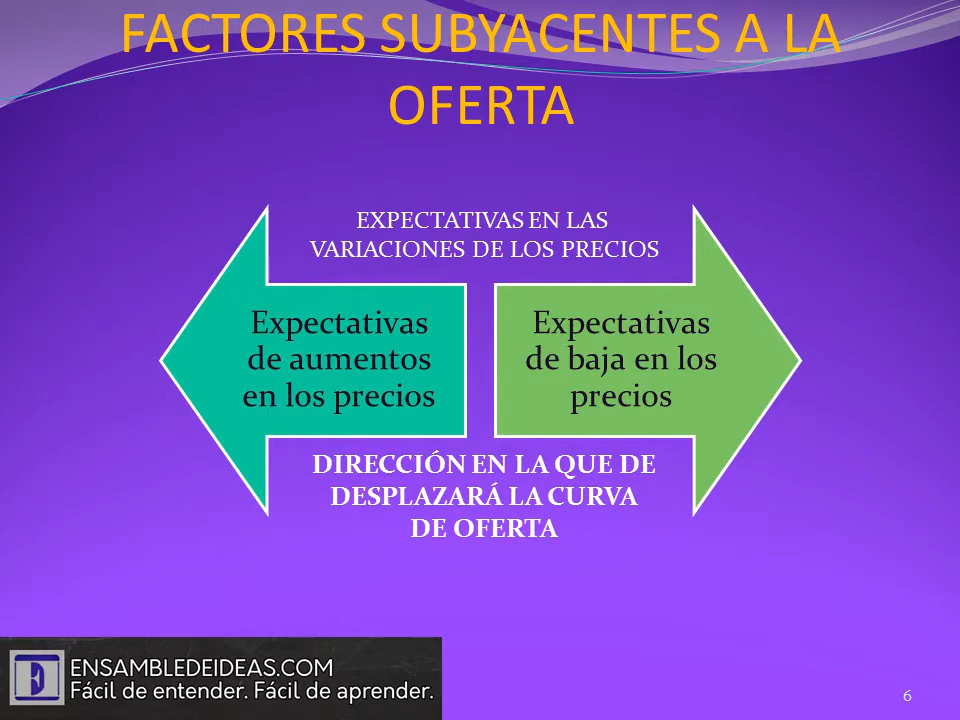 FACTORES SUBYACENTES A LA
OFERTA
EXPECTATIVAS EN LAS
VARIACIONES DE LOS PRECIOS
Expectativas
de aumentos
en los precios
Expectativas
de baja en los
precios
DIRECCIÓN EN LA QUE DE
DESPLAZARÁ LA CURVA
DE OFERTA
ENSAMBLEDEIDEAS.COM
Fácil de entender. Fácil de aprender.
6